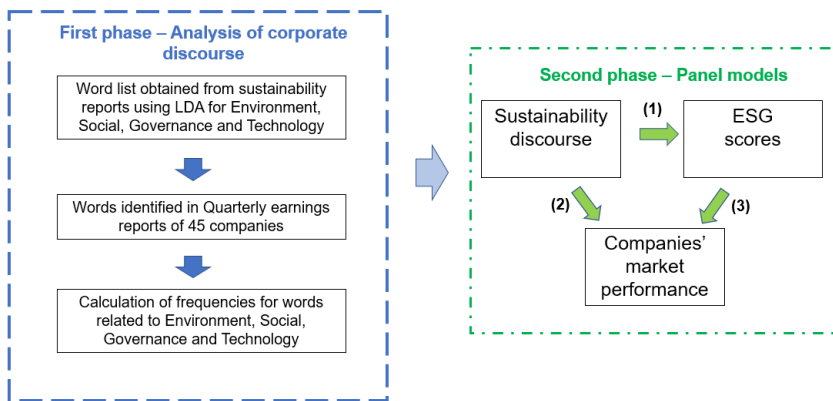 First phase – Analysis of corporate
discourse
Word list obtained from sustainability
reports using LDA for Environment,
Social, Governance and Technology
Words identified in Quarterly earnings
reports of 45 companies
Calculation of frequencies for words
related to Environment, Social,
Governance and Technology
Second phase – Panel models
Sustainability
discourse
(1)
ESG
scores
(2)
(3)
Companies’
market
performance